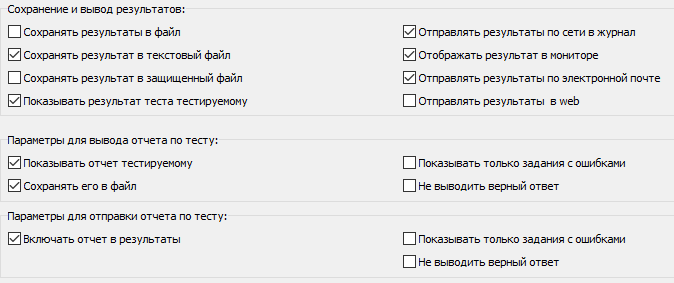 Сохранение и вывод результатов:
Сохранять результаты в файл
Отправлять результаты по сети в журнал
Сохранять результат в текстовый файл
Отображать результат в мониторе
Сохранять результат в защищенный файл
Отправлять результаты по электронной почте
Показывать результат теста тестируемому
Отправлять результаты в web
Параметры для вывода отчета по тесту:
Показывать отчет тестируемому
Показывать только задания с ошибками
Сохранять его в файл
Не выводить верный ответ
Параметры для отправки отчета по тесту:
Включать отчет в результаты
Показывать только задания с ошибками
Не выводить верный ответ